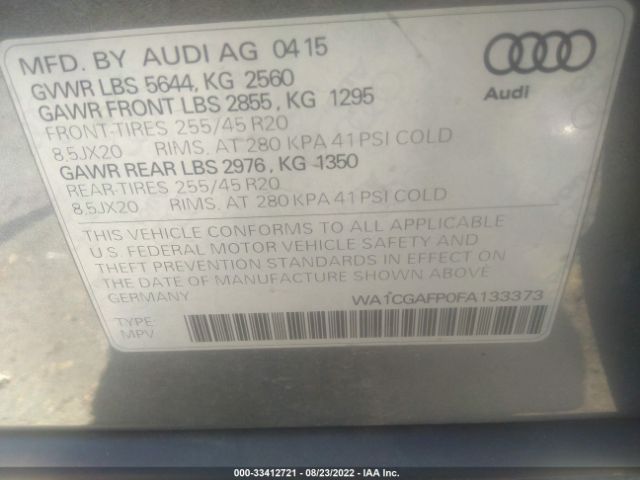 MFD. BY AUDI AG 04 15
GVWR LBS 5644, KG 2560
GAWR FRONT LBS 2855, KG 1295
FRONT-TIRES 255/45 R20
8.5JX20 RIMS. AT 280 KPA 41 PSI COLD
GAWR REAR LBS 2976, KG 1350
REAR-TIRES 255/45 R20
8.5JX20 RIMS. AT 280 KPA 41 PSI COLD
Audi
THIS VEHICLE CONFORMS TO ALL APPLICABLE
U.S. FEDERAL MOTOR VEHICLE SAFETY AND
THEFT PREVENTION STANDARDS IN EFFECT ON
THE DATE OF MANUFACTURE SHOWN ABOVE
GERMANY
WA1CGAFP0FA133373
TYPE:
MPV
000-33412721 - 08/23/2022 - IAA Inc.